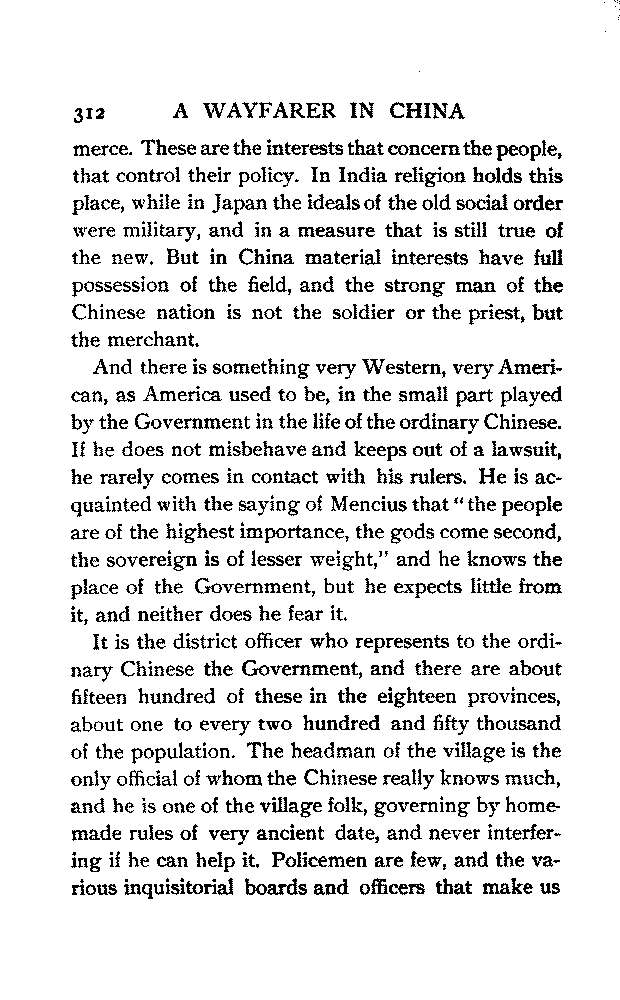 312 A WAYFARER IN CHINA
merce. These are the interests that concern the people,
that control their policy. In India religion holds this
place, while in Japan the ideals of the old social order
were military, and in a measure that is still true of
the new. But in China material interests have full
possession of the field, and the strong man of the
Chinese nation is not the soldier or the priest, but
the merchant.
And there is something very Western, very Ameri-
can, as America used to be, in the small part played
by the Government in the life of the ordinary Chinese.
If he does not misbehave and keeps out of a lawsuit,
he rarely comes in contact with his rulers. He is ac-
quainted with the saying of Mencius that "the people
are of the highest importance, the gods come second,
the sovereign is of lesser weight," and he knows the
place of the Government, but he expects little from
it, and neither does he fear it.
It is the district officer who represents to the ordi-
nary Chinese the Government, and there are about
fifteen hundred of these in the eighteen provinces,
about one to every two hundred and fifty thousand
of the population. The headman of the village is the
only official of whom the Chinese really knows much,
and he is one of the village folk, governing by home-
made rules of very ancient date, and never interfer-
ing if he can help it. Policemen are few, and the va-
rious inquisitorial boards and officers that make us